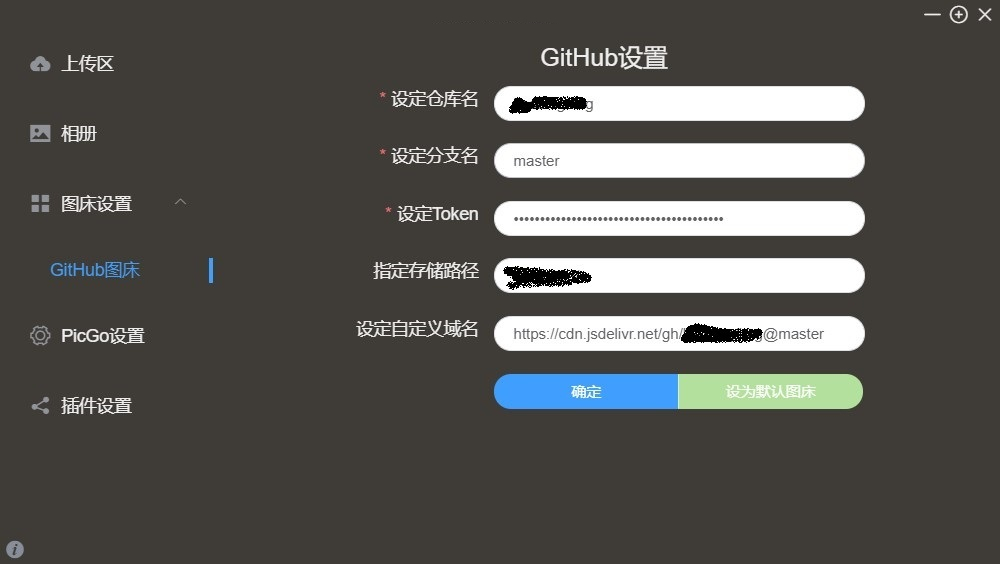 上传区
相册
图床设置
GitHub图床
PicGo设置
插件设置
GitHub设置
* 设定仓库名
* 设定分支名
master
* 设定Token
••••••••••••••••••••••••••••••••••••••••
指定存储路径
设定自定义域名
https://cdn.jsdelivr.net/gh/ @master
确定
设为默认图床